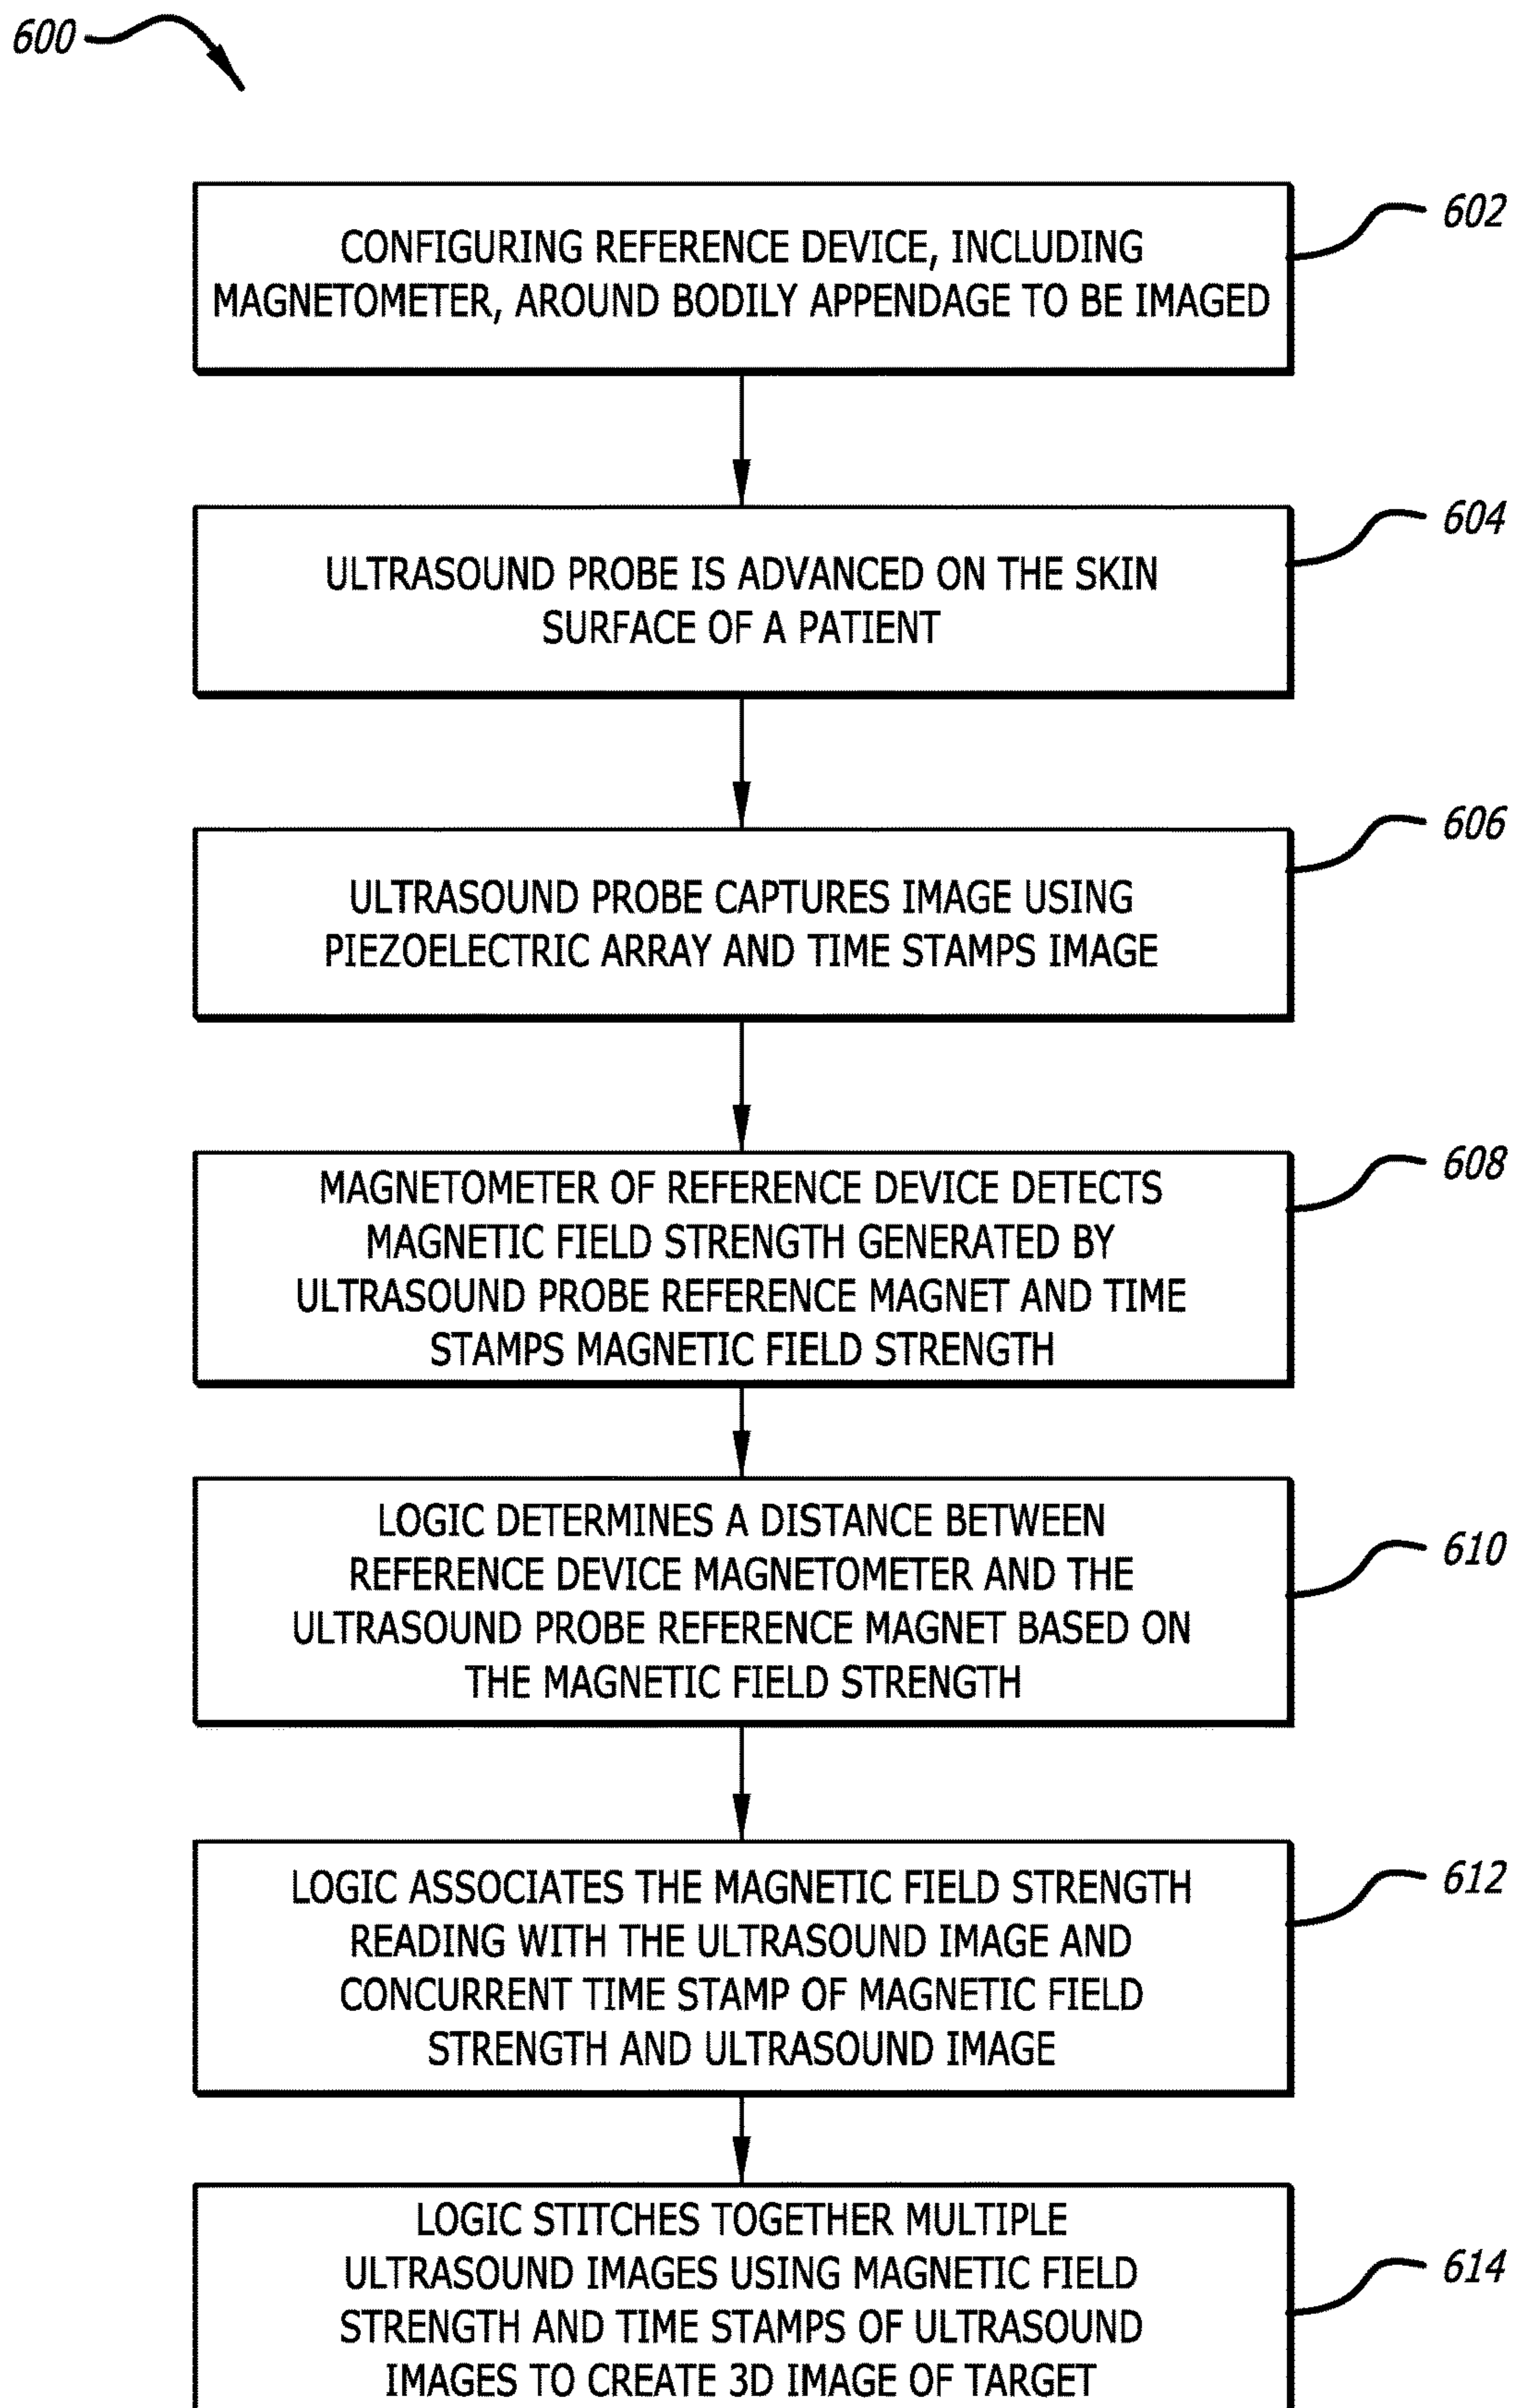 600
602
CONFIGURING REFERENCE DEVICE, INCLUDING
MAGNETOMETER, AROUND BODILY APPENDAGE TO BE IMAGED
604
ULTRASOUND PROBE IS ADVANCED ON THE SKIN
SURFACE OF A PATIENT
606
ULTRASOUND PROBE CAPTURES IMAGE USING
PIEZOELECTRIC ARRAY AND TIME STAMPS IMAGE
608
MAGNETOMETER OF REFERENCE DEVICE DETECTS
MAGNETIC FIELD STRENGTH GENERATED BY
ULTRASOUND PROBE REFERENCE MAGNET AND TIME
STAMPS MAGNETIC FIELD STRENGTH
610
LOGIC DETERMINES A DISTANCE BETWEEN
REFERENCE DEVICE MAGNETOMETER AND THE
ULTRASOUND PROBE REFERENCE MAGNET BASED ON
THE MAGNETIC FIELD STRENGTH
612
LOGIC ASSOCIATES THE MAGNETIC FIELD STRENGTH
READING WITH THE ULTRASOUND IMAGE AND
CONCURRENT TIME STAMP OF MAGNETIC FIELD
STRENGTH AND ULTRASOUND IMAGE
614
LOGIC STITCHES TOGETHER MULTIPLE
ULTRASOUND IMAGES USING MAGNETIC FIELD
STRENGTH AND TIME STAMPS OF ULTRASOUND
IMAGES TO CREATE 3D IMAGE OF TARGET